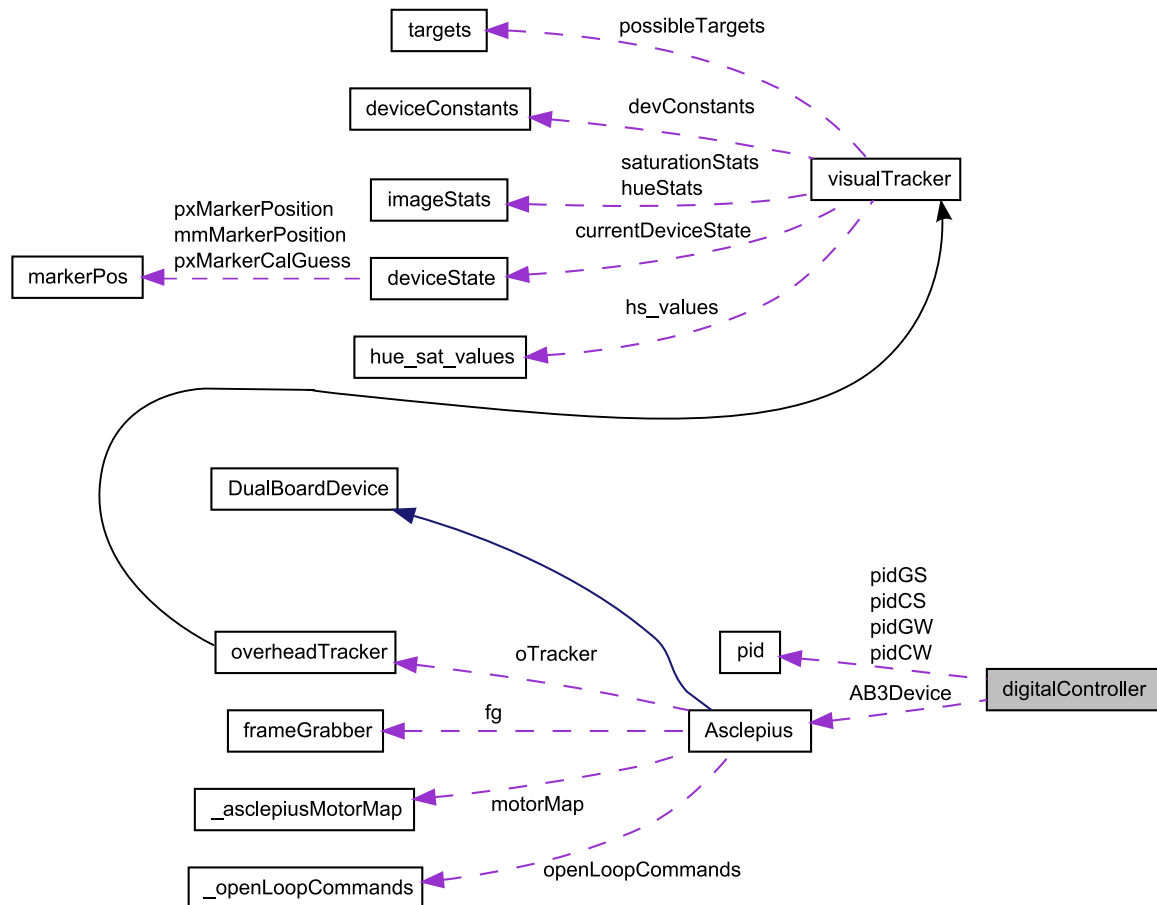 targets
possibleTargets
deviceConstants
devConstants
visualTracker
saturationStats
hueStats
imageStats
pxMarkerPosition
mmMarkerPosition
pxMarkerCalGuess
currentDeviceState
markerPos
deviceState
hs_values
hue_sat_values
DualBoardDevice
pidGS
pidCS
pidGW
pidCW
overheadTracker
oTracker
pid
AB3Device
digitalController
frameGrabber
fg
Asclepius
_asclepiusMotorMap
motorMap
openLoopCommands
_openLoopCommands